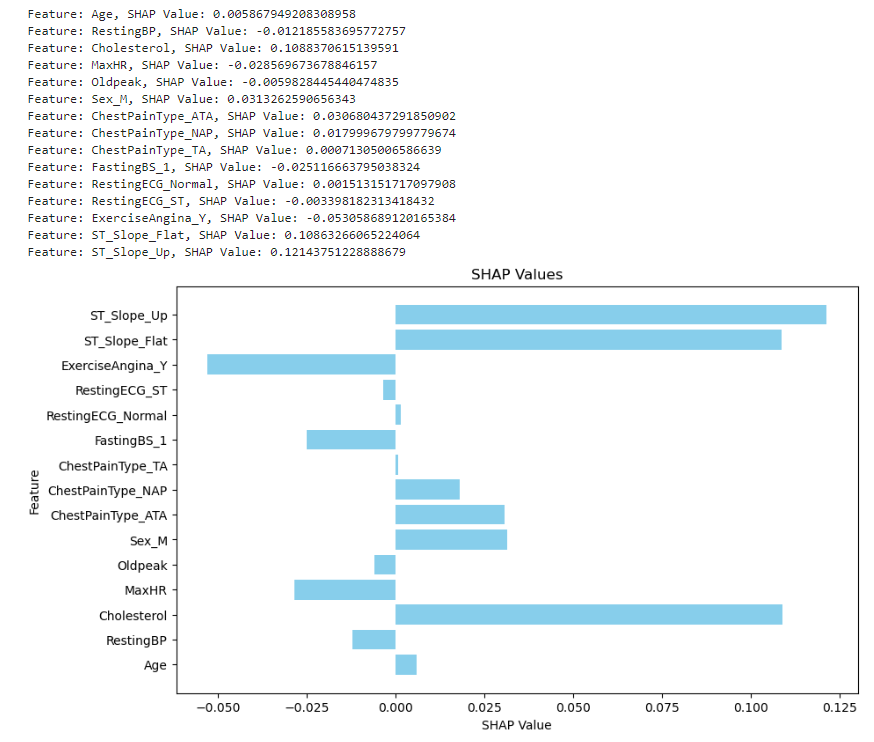 Feature: Age, SHAP Value: 0.005867949208308958
Feature: RestingBP, SHAP Value: -0.012185583695772757
Feature: Cholesterol, SHAP Value: 0.1088370615139591
Feature: MaxHR, SHAP Value: -0.028569673678846157
Feature: Oldpeak, SHAP Value: -0.0059828445440474835
Feature: Sex_M, SHAP Value: 0.0313262590656343
Feature: ChestPainType_ATA, SHAP Value: 0.030680437291850902
Feature: ChestPainType_NAP, SHAP Value: 0.017999679799779674
Feature: ChestPainType_TA, SHAP Value: 0.00071305006586639
Feature: FastingBS_1, SHAP Value: -0.025116663795038324
Feature: RestingECG_Normal, SHAP Value: 0.001513151717097908
Feature: RestingECG_ST, SHAP Value: -0.003398182313418432
Feature: ExerciseAngina_Y, SHAP Value: -0.053058689120165384
Feature: ST_Slope_Flat, SHAP Value: 0.10863266065224064
Feature: ST_Slope_Up, SHAP Value: 0.12143751228888679
SHAP Values
ST_Slope_Up
ST_Slope_Flat
ExerciseAngina_Y
RestingECG_ST
RestingECG_Normal
FastingBS_1
ChestPainType_TA
ChestPainType_NAP
ChestPainType_ATA
Sex_M
Oldpeak
MaxHR
Cholesterol
RestingBP
Age
Feature
−0.050 −0.025 0.000 0.025 0.050 0.075 0.100 0.125
SHAP Value